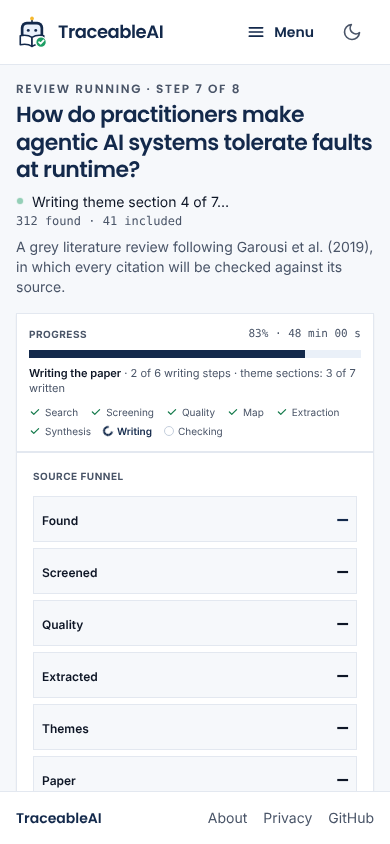 TraceableAI
Menu
REVIEW RUNNING · STEP 7 OF 8
How do practitioners make
agentic AI systems tolerate faults
at runtime?
Writing theme section 4 of 7…
312 found · 41 included
A grey literature review following Garousi et al. (2019),
in which every citation will be checked against its
source.
PROGRESS
83% · 48 min 00 s
Writing the paper · 2 of 6 writing steps · theme sections: 3 of 7
written
Search Screening Quality Map Extraction
Synthesis Writing Checking
SOURCE FUNNEL
Found —
Screened —
Quality —
Extracted —
Themes —
Paper —
TraceableAI
About Privacy GitHub